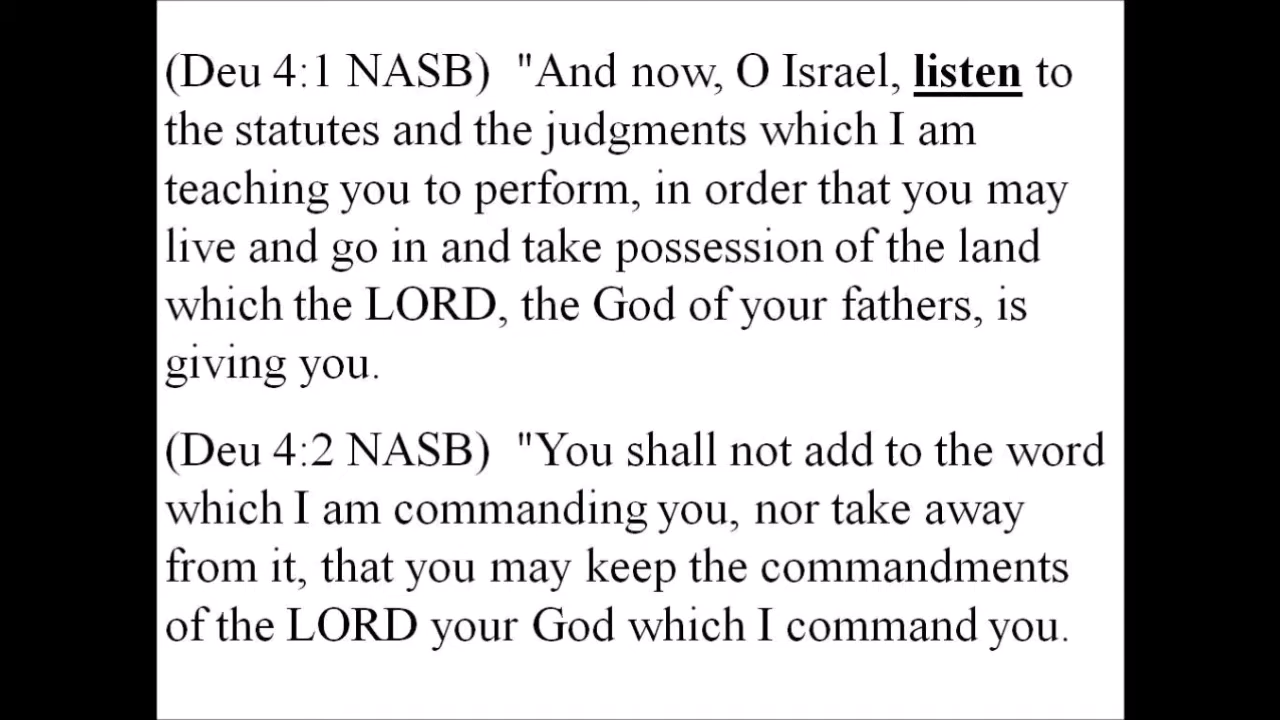 (Deu 4:1 NASB)  "And now, O Israel, listen to
the statutes and the judgments which I am
teaching you to perform, in order that you may
live and go in and take possession of the land
which the LORD, the God of your fathers, is
giving you.
(Deu 4:2 NASB)  "You shall not add to the word
which I am commanding you, nor take away
from it, that you may keep the commandments
of the LORD your God which I command you.